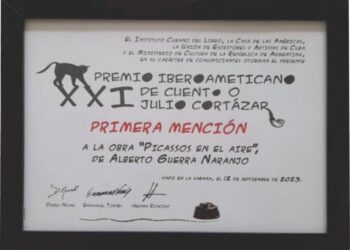 El Instituto Cubano del Libro, la Casa de las Américas,
la Unión de Escritores y Artistas de Cuba
y el Ministerio de Cultura de la República de Argentina,
en su carácter de coauspiciantes otorgan el presente
XXI
PREMIO IBEROAMETICANO
DE CUENTO O
JULIO CORTÁZAR
PRIMERA MENCIÓN
A LA OBRA "PICASSOS EN EL AIRE",
DE ALBERTO GUERRA NARANJO
Dado en La Habana, el 12 de septiembre de 2023.
Emmanuel Tornés